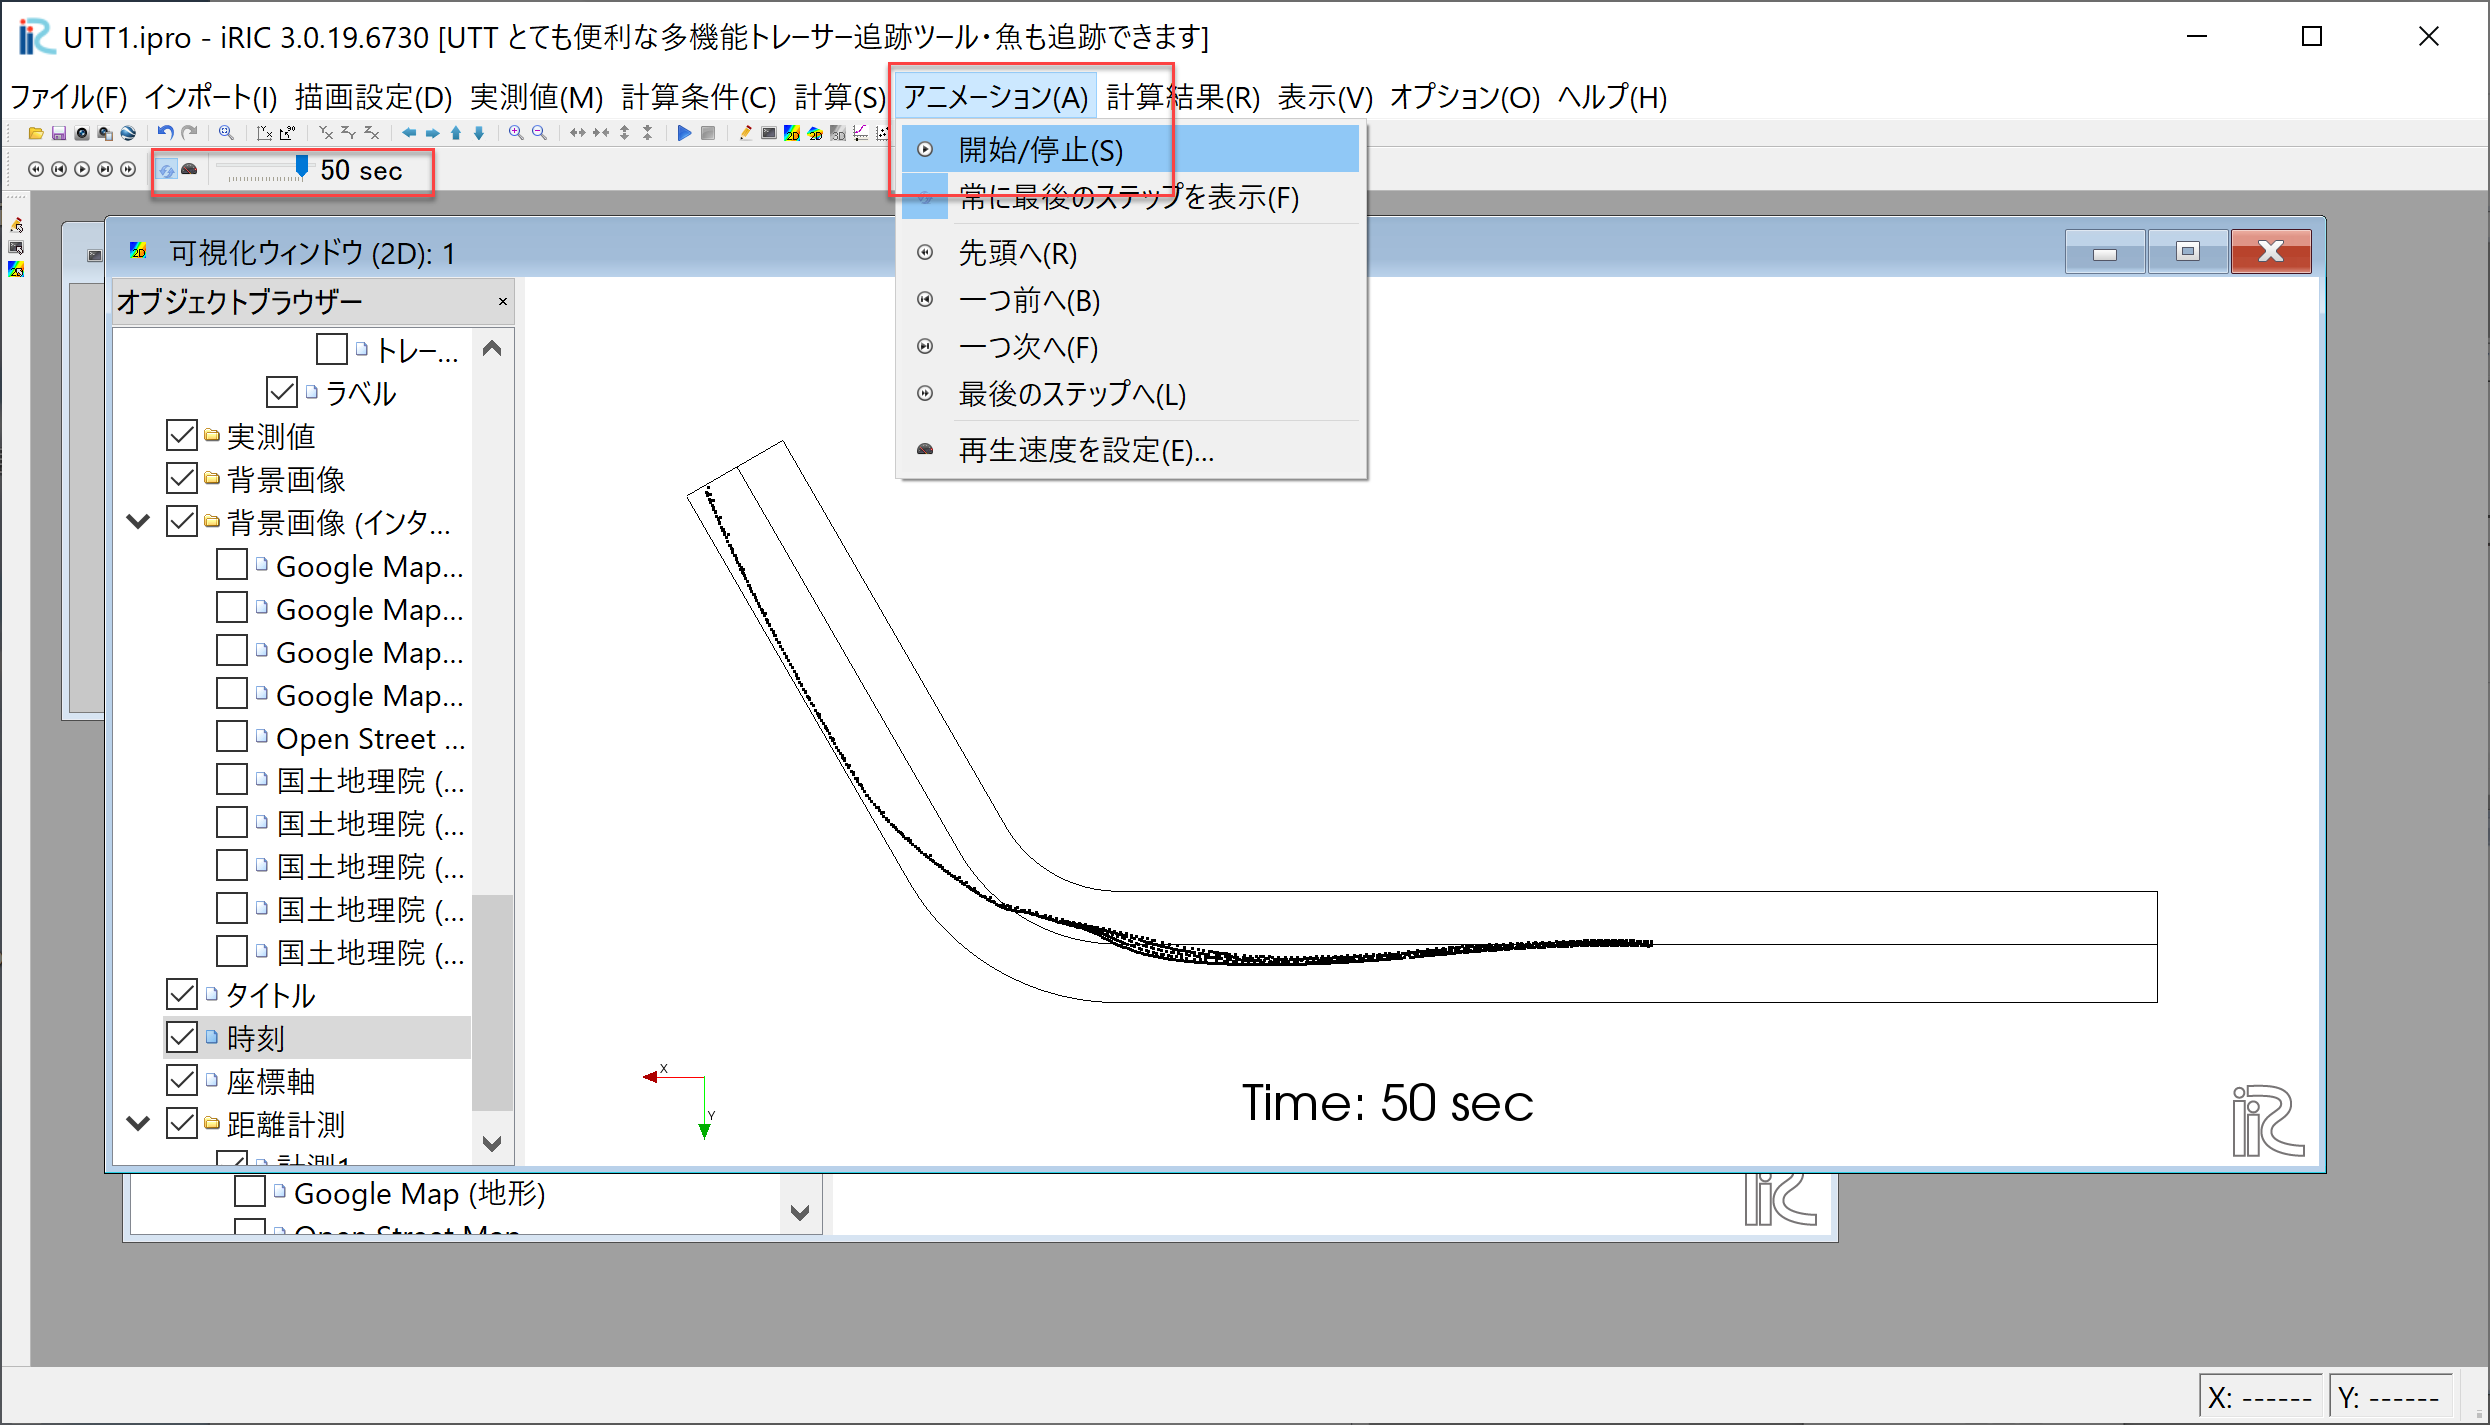 UTT1.ipro - iRIC 3.0.19.6730 [UTT とても便利な多機能トレーサー追跡ツール・魚も追跡できます]
ファイル(F) インポート(I) 描画設定(D) 実測値(M) 計算条件(C) 計算(S) アニメーション(A) 計算結果(R) 表示(V) オプション(O) ヘルプ(H)
50 sec
開始/停止(S)
常に最後のステップを表示(F)
先頭へ(R)
一つ前へ(B)
一つ次へ(F)
最後のステップへ(L)
再生速度を設定(E)...
可視化ウィンドウ (2D): 1
オブジェクトブラウザー
トレー...
ラベル
実測値
背景画像
背景画像 (インタ...
Google Map...
Google Map...
Google Map...
Google Map...
Open Street ...
国土地理院 (...
国土地理院 (...
国土地理院 (...
国土地理院 (...
国土地理院 (...
タイトル
時刻
座標軸
距離計測
計測1
X
Y
Time: 50 sec
iRIC
Google Map (地形)
Open Street Map
iRIC
X: ------ Y: ------